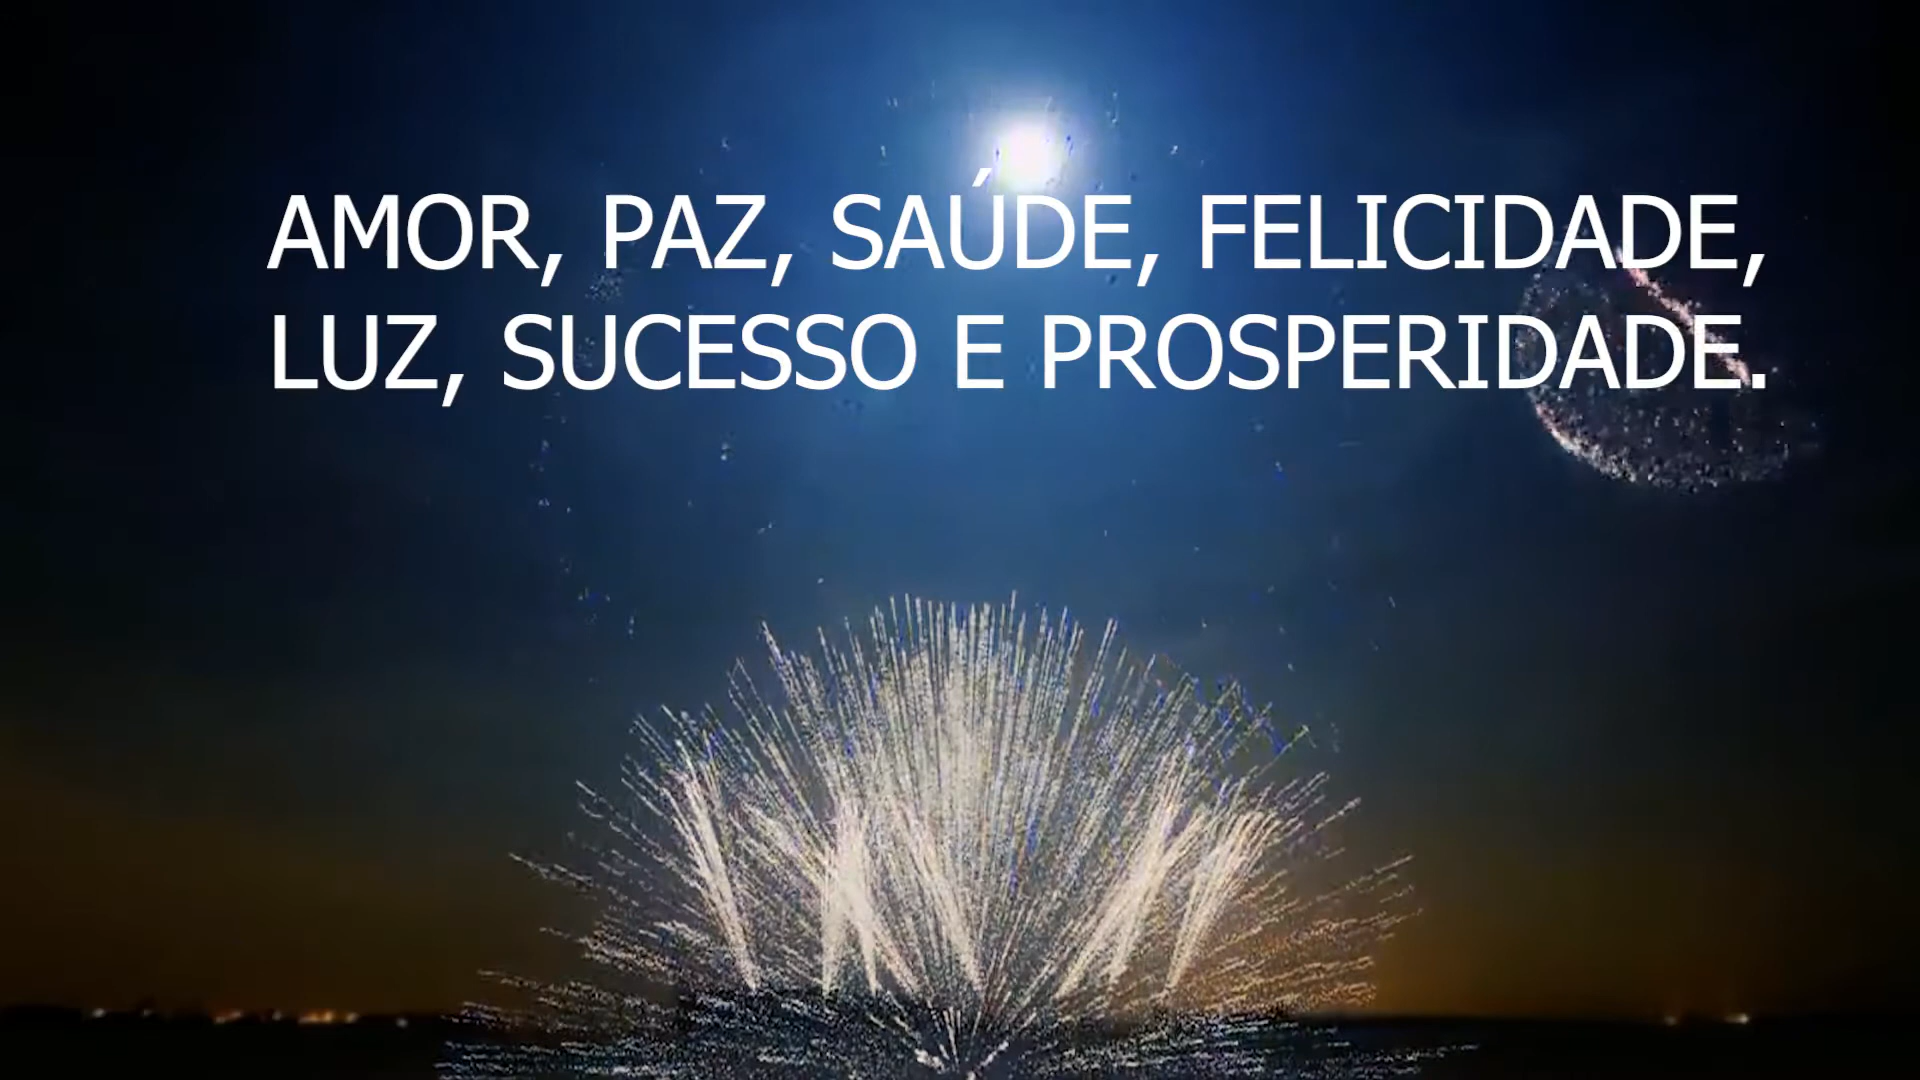 AMOR, PAZ, SAÚDE, FELICIDADE,
LUZ, SUCESSO E PROSPERIDADE.